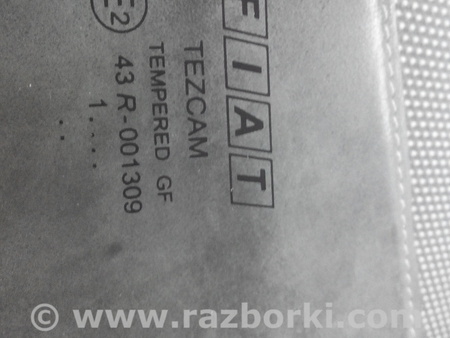 FIAT
TEZCAM
TEMPERED GF
E2 43 R-001309
1. . . .
. .
© www.razborki.com